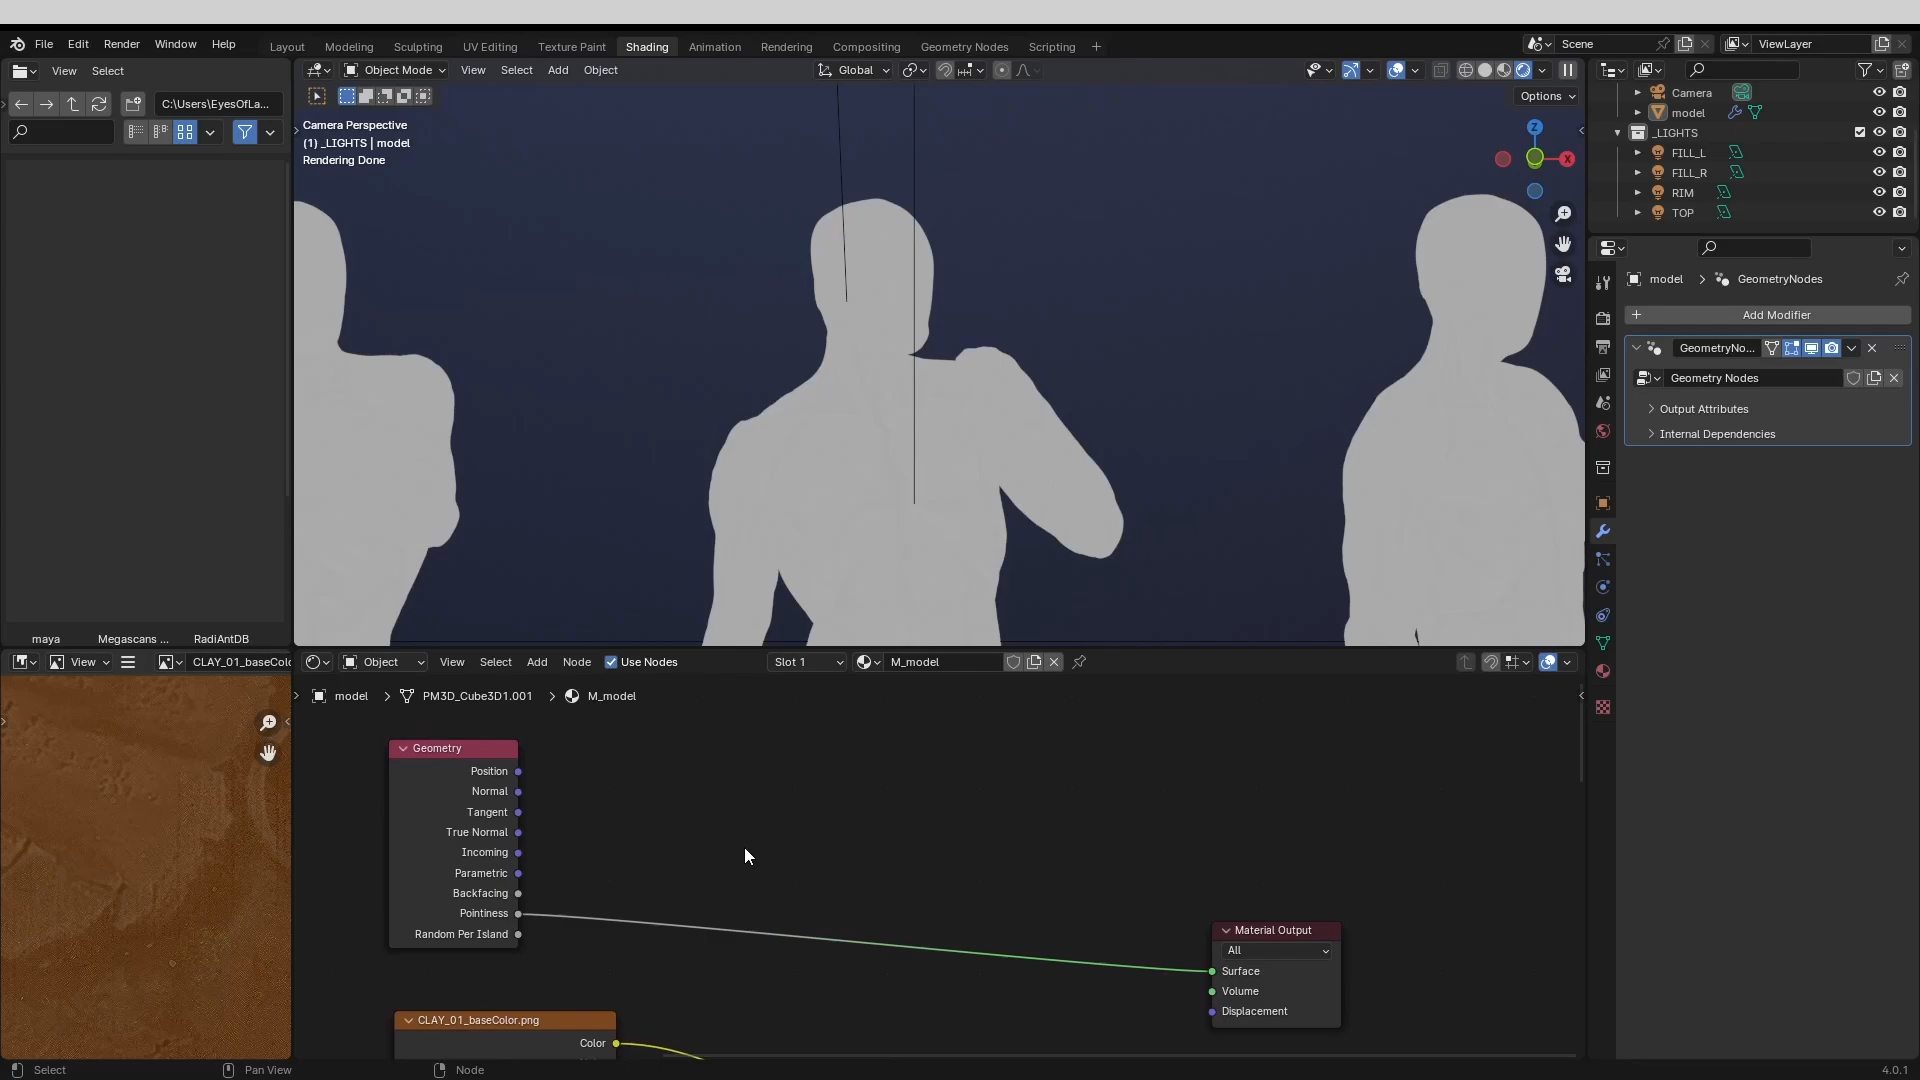 File Edit Render Window Help Layout Modeling Sculpting UV Editing Texture Paint Shading Animation Rendering Compositing Geometry Nodes Scripting + Scene ViewLayer
View Select Object Mode View Select Add Object Global
C:\Users\EyesOfLa...
Options
Camera Perspective
(1) _LIGHTS | model
Rendering Done
Z
X
Camera
model
_LIGHTS
FILL_L
FILL_R
RIM
TOP
model > GeometryNodes
+ Add Modifier
GeometryNo...
Geometry Nodes
Output Attributes
Internal Dependencies
maya Megascans ... RadiAntDB
View CLAY_01_baseColo
Object View Select Add Node Use Nodes Slot 1 M_model
model > PM3D_Cube3D1.001 > M_model
Geometry
Position
Normal
Tangent
True Normal
Incoming
Parametric
Backfacing
Pointiness
Random Per Island
Material Output
All
Surface
Volume
Displacement
CLAY_01_baseColor.png
Color
Select Pan View Node 4.0.1